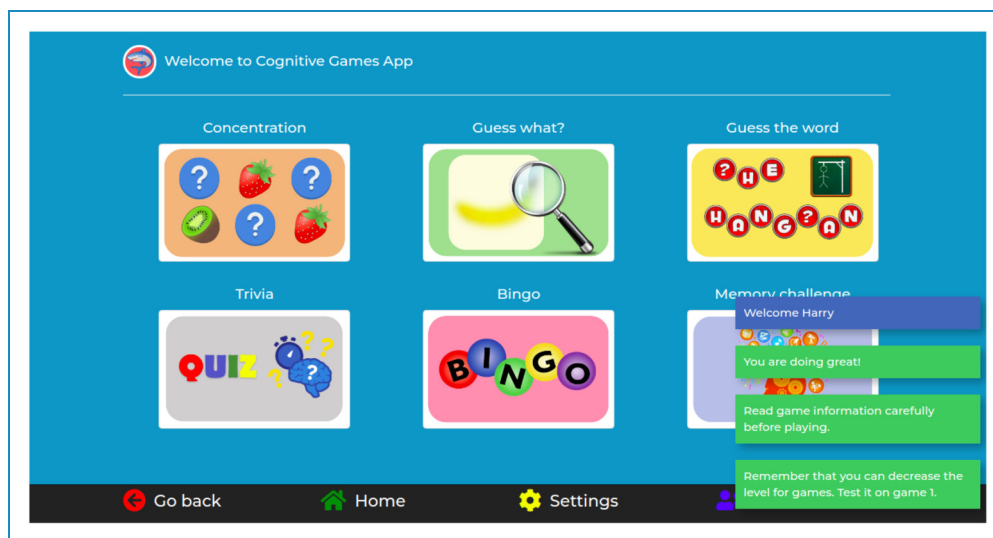 Welcome to Cognitive Games App
Concentration
Guess what?
Guess the word
? ? ?
?HE
HANG?AN
Trivia
Bingo
Memory challenge
QUIZ ? ? ? ?
BINGO
Welcome Harry
You are doing great!
Read game information carefully
before playing.
Remember that you can decrease the
level for games. Test it on game 1.
Go back
Home
Settings